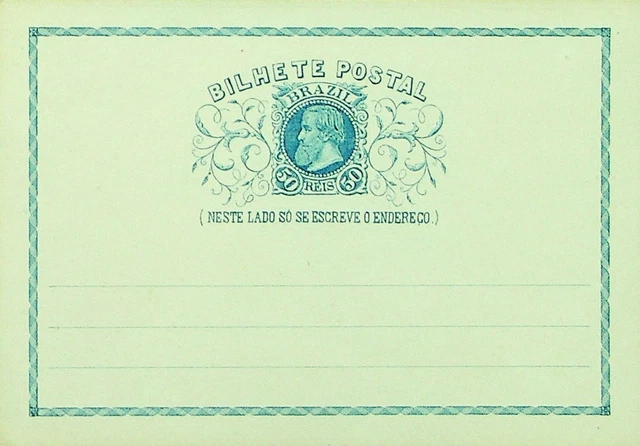 BILHETE POSTAL
BRAZIL
50 REIS 50
(NESTE LADO SÓ SE ESCREVE O ENDEREÇO.)